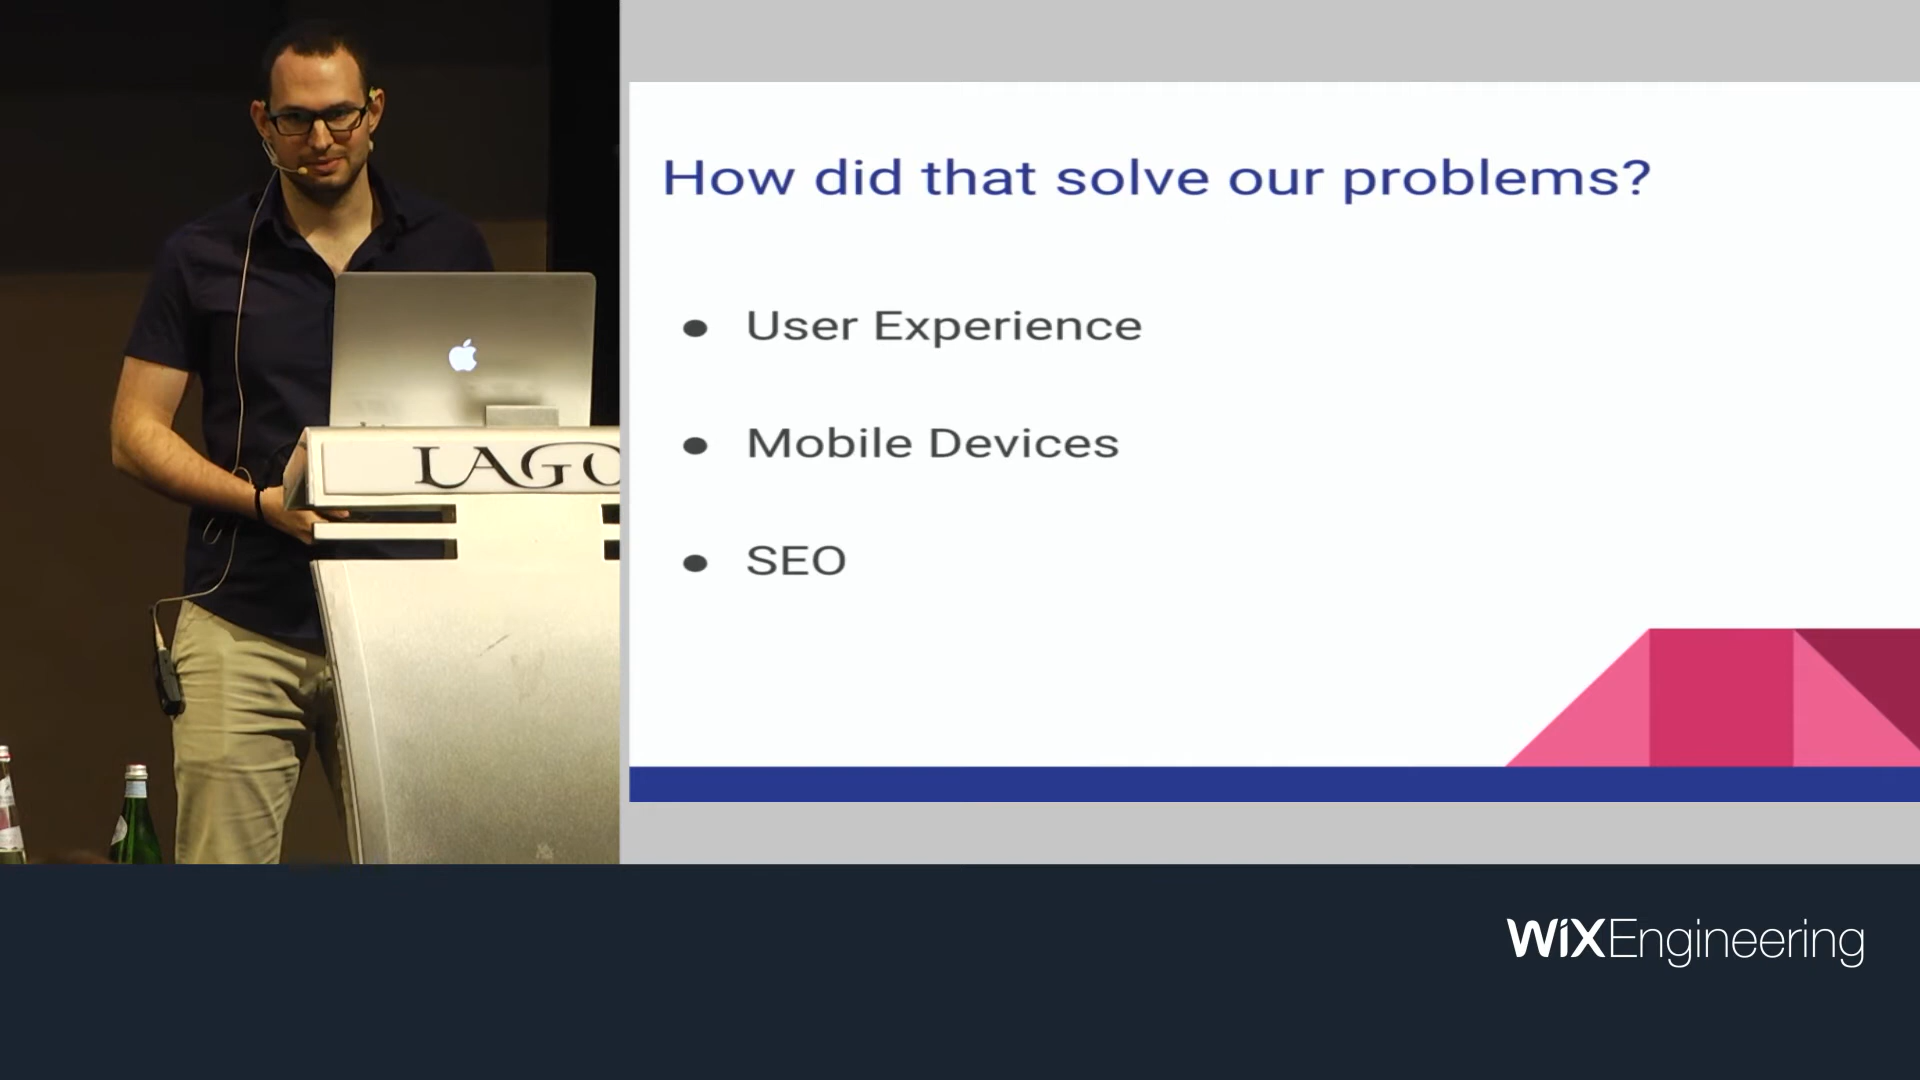 How did that solve our problems?
● User Experience
● Mobile Devices
● SEO
LAGO
WiXEngineering